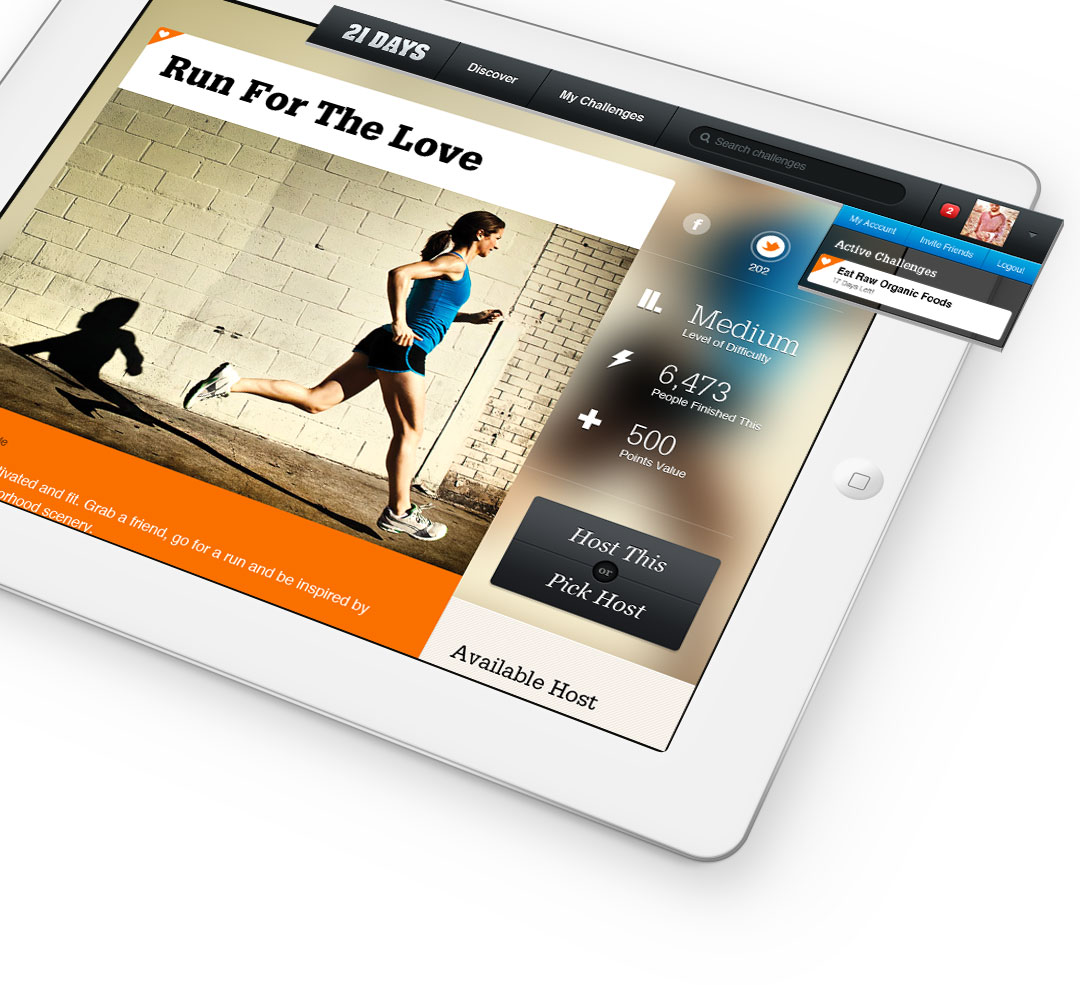 21 DAYS
Discover
My Challenges
Search challenges
2
My Account
Invite Friends
Logout
Active Challenges
Eat Raw Organic Foods
17 Days Left!
Run For The Love
f
202
Medium
Level of Difficulty
6,473
People Finished This
500
Points Value
Host This
or
Pick Host
Available Host
and fit. Grab a friend, go for a run and be inspired by
scenery.